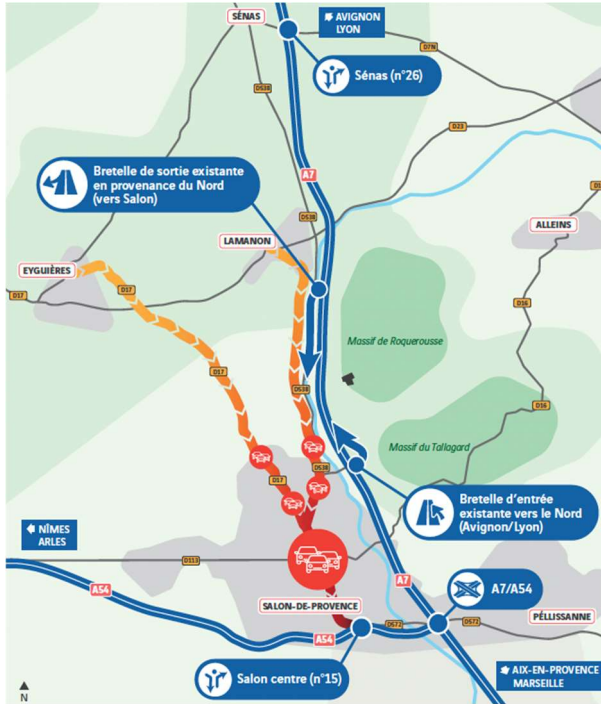 SÉNAS
AVIGNON
LYON
D7N
Sénas (n°26)
D538
D23
A7
Bretelle de sortie existante
en provenance du Nord
(vers Salon)
D538
ALLEINS
LAMANON
EYGUIÈRES
D17
D17
D16
Massif de Roquerousse
D17
D538
D16
Massif du Tallagard
D538
D17
Bretelle d'entrée
existante vers le Nord
(Avignon/Lyon)
NÎMES
ARLES
D113
A7
A54
A7/A54
SALON-DE-PROVENCE
PÉLISSANNE
D572
D572
A54
Salon centre (n°15)
AIX-EN-PROVENCE
MARSEILLE
N